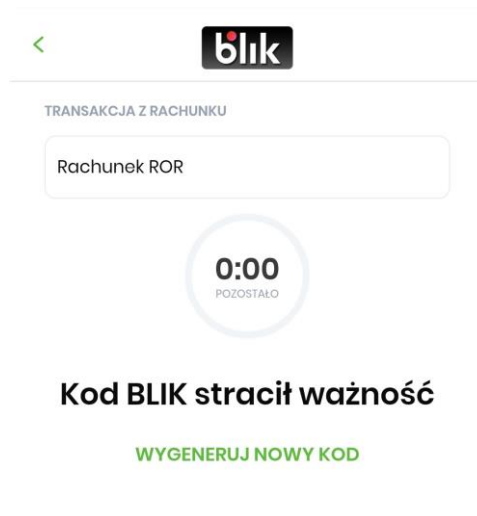 blik
TRANSAKCJA Z RACHUNKU
Rachunek ROR
0:00
POZOSTAŁO
Kod BLIK stracił ważność
WYGENERUJ NOWY KOD